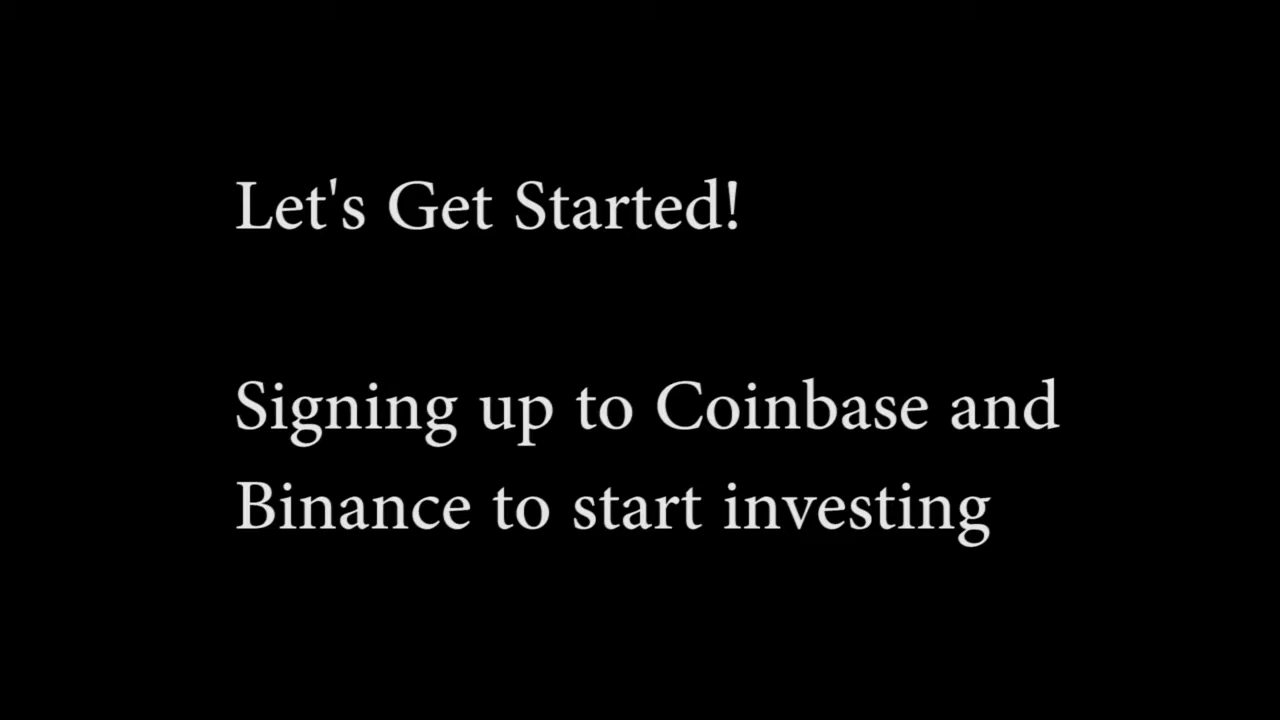 Let's Get Started!
Signing up to Coinbase and
Binance to start investing